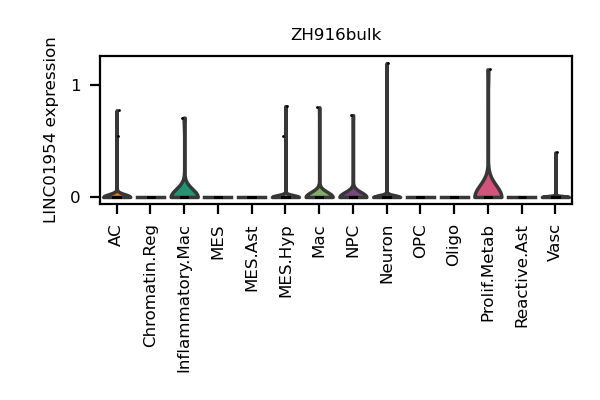 ZH916bulk
LINC01954 expression
1
0
AC
Chromatin.Reg
Inflammatory.Mac
MES
MES.Ast
MES.Hyp
Mac
NPC
Neuron
OPC
Oligo
Prolif.Metab
Reactive.Ast
Vasc